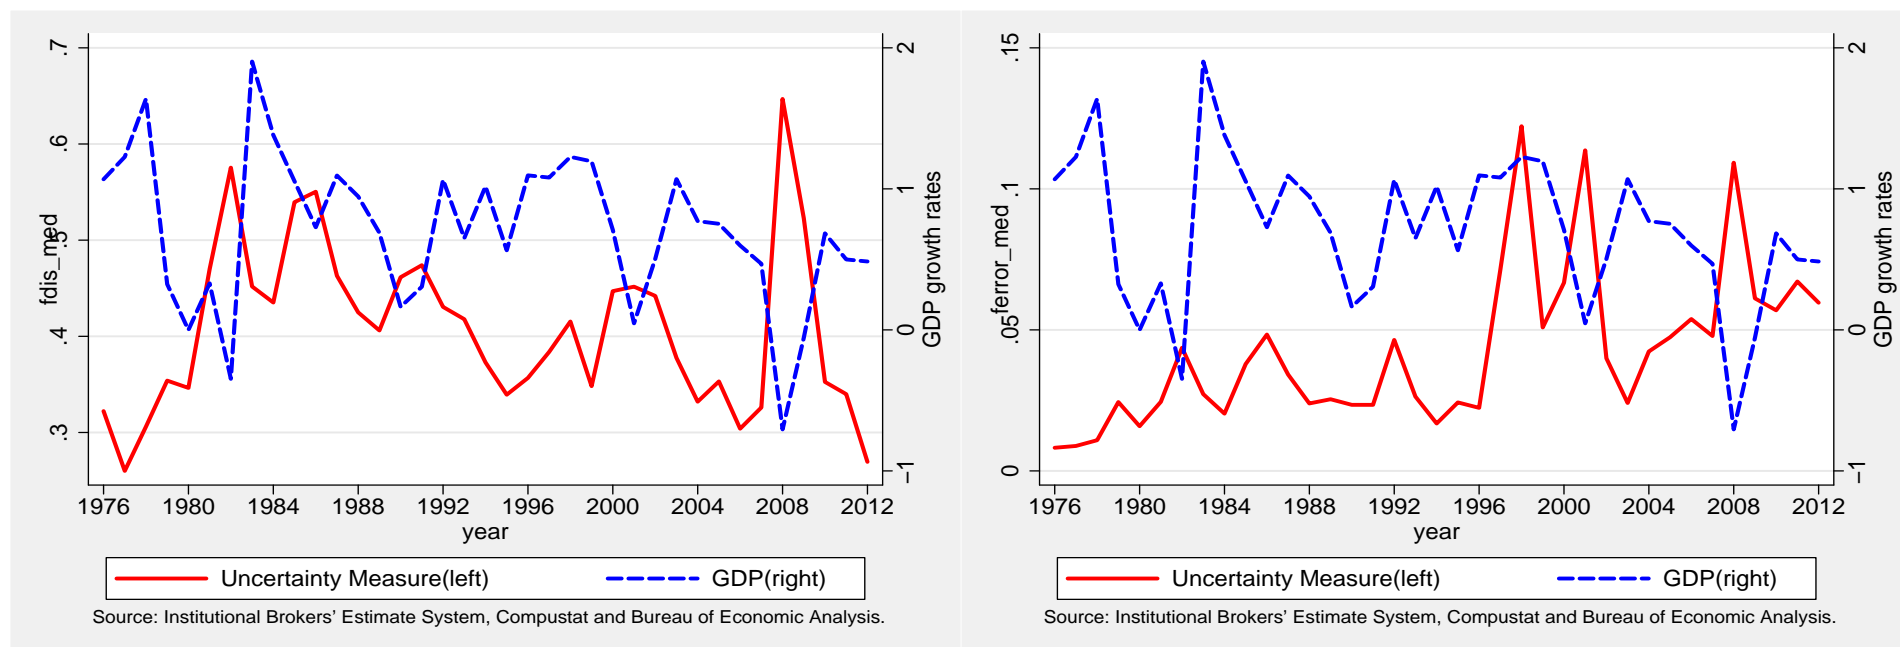 .7
.6
.5
.4
.3
fdis_med
2
1
0
−1
GDP growth rates
1976 1980 1984 1988 1992 1996 2000 2004 2008 2012
year
Uncertainty Measure(left) GDP(right)
Source: Institutional Brokers’ Estimate System, Compustat and Bureau of Economic Analysis.
.15
.1
.05
0
ferror_med
2
1
0
−1
GDP growth rates
1976 1980 1984 1988 1992 1996 2000 2004 2008 2012
year
Uncertainty Measure(left) GDP(right)
Source: Institutional Brokers’ Estimate System, Compustat and Bureau of Economic Analysis.